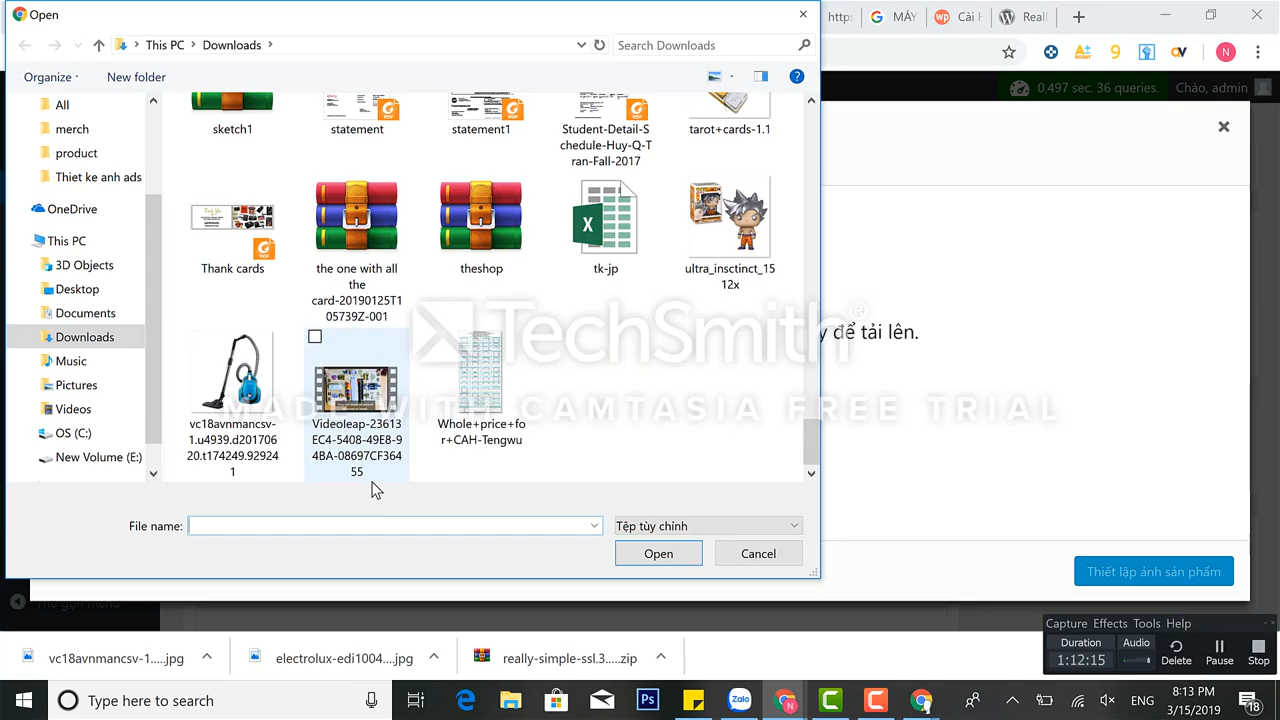 Open
http:
MÁY
Cài H
Reall
This PC
Downloads
Search Downloads
Organize
New folder
N
0,497 sec. 36 queries.
Chào, admin
All
merch
product
Thiet ke anh ads
OneDrive
This PC
3D Objects
Desktop
Documents
Downloads
Music
Pictures
Videos
OS (C:)
New Volume (E:)
sketch1
statement
statement1
Student-Detail-S
chedule-Huy-Q-T
ran-Fall-2017
tarot+cards-1.1
Thank cards
the one with all
the
card-20190125T1
05739Z-001
theshop
tk-jp
ultra_insctinct_15
12x
vc18avnmancsv-
1.u4939.d201706
20.t174249.92924
1
Videoleap-23613
EC4-5408-49E8-9
4BA-08697CF364
55
Whole+price+fo
r+CAH-Tengwu
TechSmith®
MADE WITH CAMTASIA FREE TRIAL
y để tải lên.
File name:
Tệp tùy chỉnh
Open
Cancel
Thiết lập ảnh sản phẩm
Thu gọn menu
Capture Effects Tools Help
Duration
1:12:15
Audio
Delete
Pause
Stop
vc18avnmancsv-1.....jpg
electrolux-edi1004....jpg
really-simple-ssl.3.....zip
Type here to search
ENG
8:13 PM
3/15/2019
18